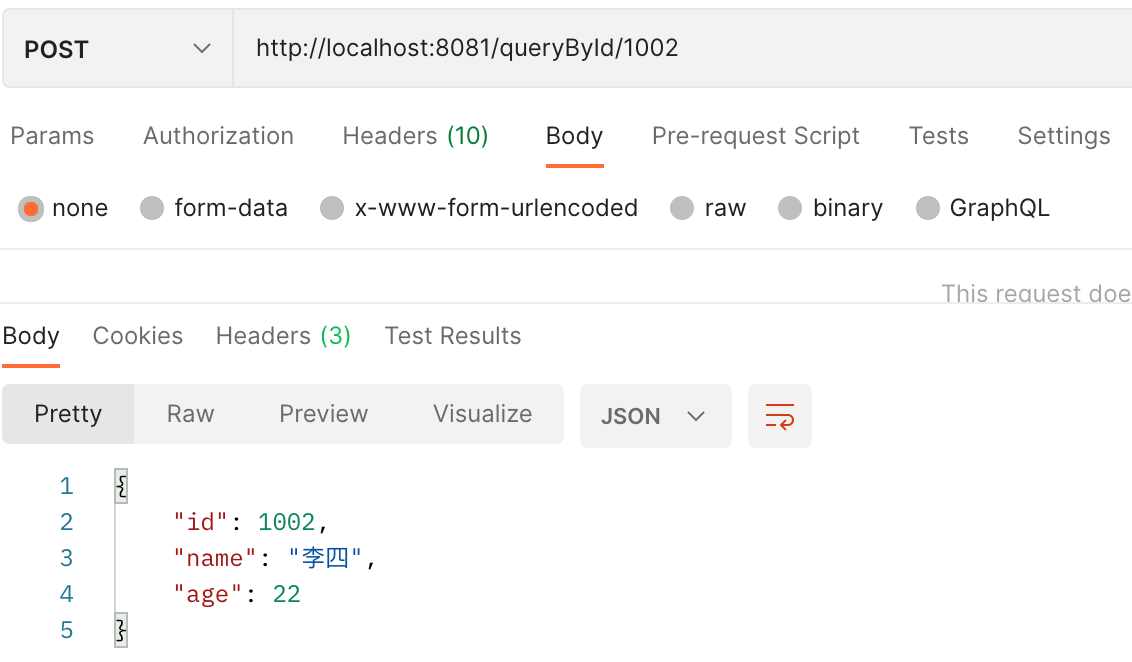 POST http://localhost:8081/queryById/1002
Params Authorization Headers (10) Body Pre-request Script Tests Settings
none form-data x-www-form-urlencoded raw binary GraphQL
This request doe
Body Cookies Headers (3) Test Results
Pretty Raw Preview Visualize JSON
1 {
2 "id": 1002,
3 "name": "李四",
4 "age": 22
5 }